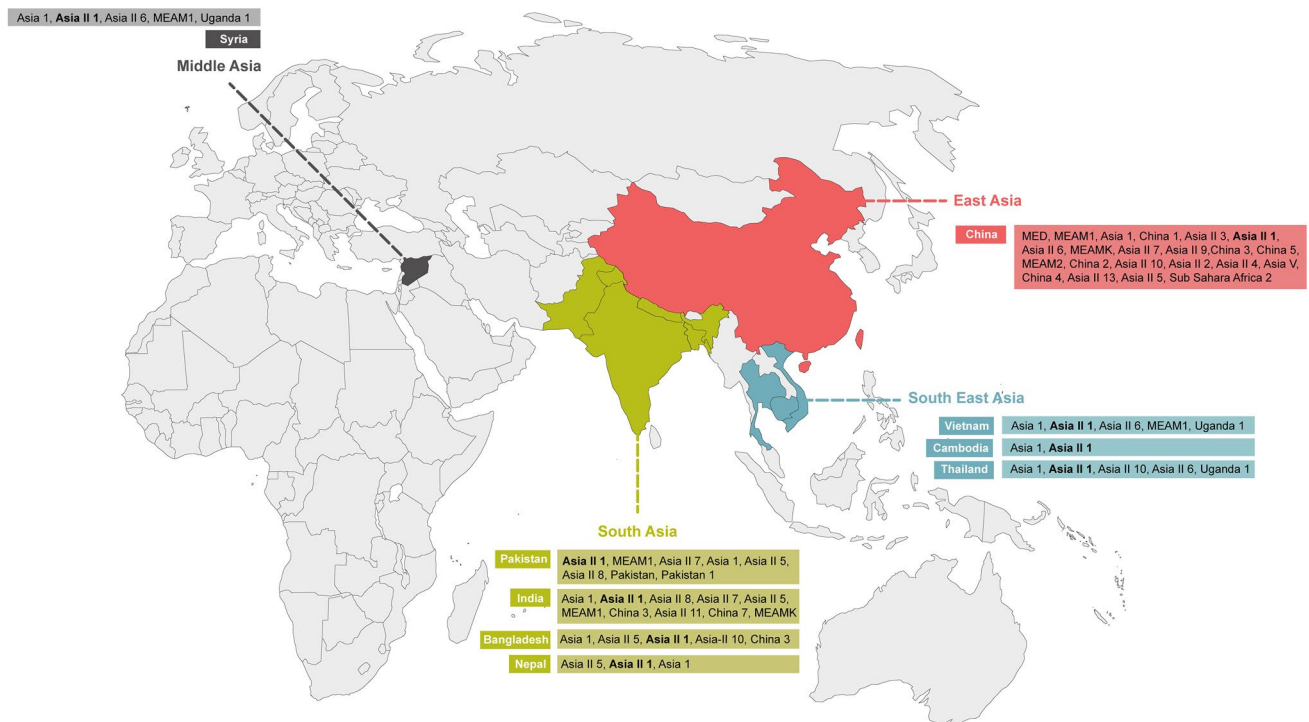 Asia 1, Asia II 1, Asia II 6, MEAM1, Uganda 1
Syria
Middle Asia
East Asia
China
MED, MEAM1, Asia 1, China 1, Asia II 3, Asia II 1,
Asia II 6, MEAMK, Asia II 7, Asia II 9,China 3, China 5,
MEAM2, China 2, Asia II 10, Asia II 2, Asia II 4, Asia V,
China 4, Asia II 13, Asia II 5, Sub Sahara Africa 2
South East Asia
Vietnam
Asia 1, Asia II 1, Asia II 6, MEAM1, Uganda 1
Cambodia
Asia 1, Asia II 1
Thailand
Asia 1, Asia II 1, Asia II 10, Asia II 6, Uganda 1
South Asia
Pakistan
Asia II 1, MEAM1, Asia II 7, Asia 1, Asia II 5,
Asia II 8, Pakistan, Pakistan 1
India
Asia 1, Asia II 1, Asia II 8, Asia II 7, Asia II 5,
MEAM1, China 3, Asia II 11, China 7, MEAMK
Bangladesh
Asia 1, Asia II 5, Asia II 1, Asia-II 10, China 3
Nepal
Asia II 5, Asia II 1, Asia 1